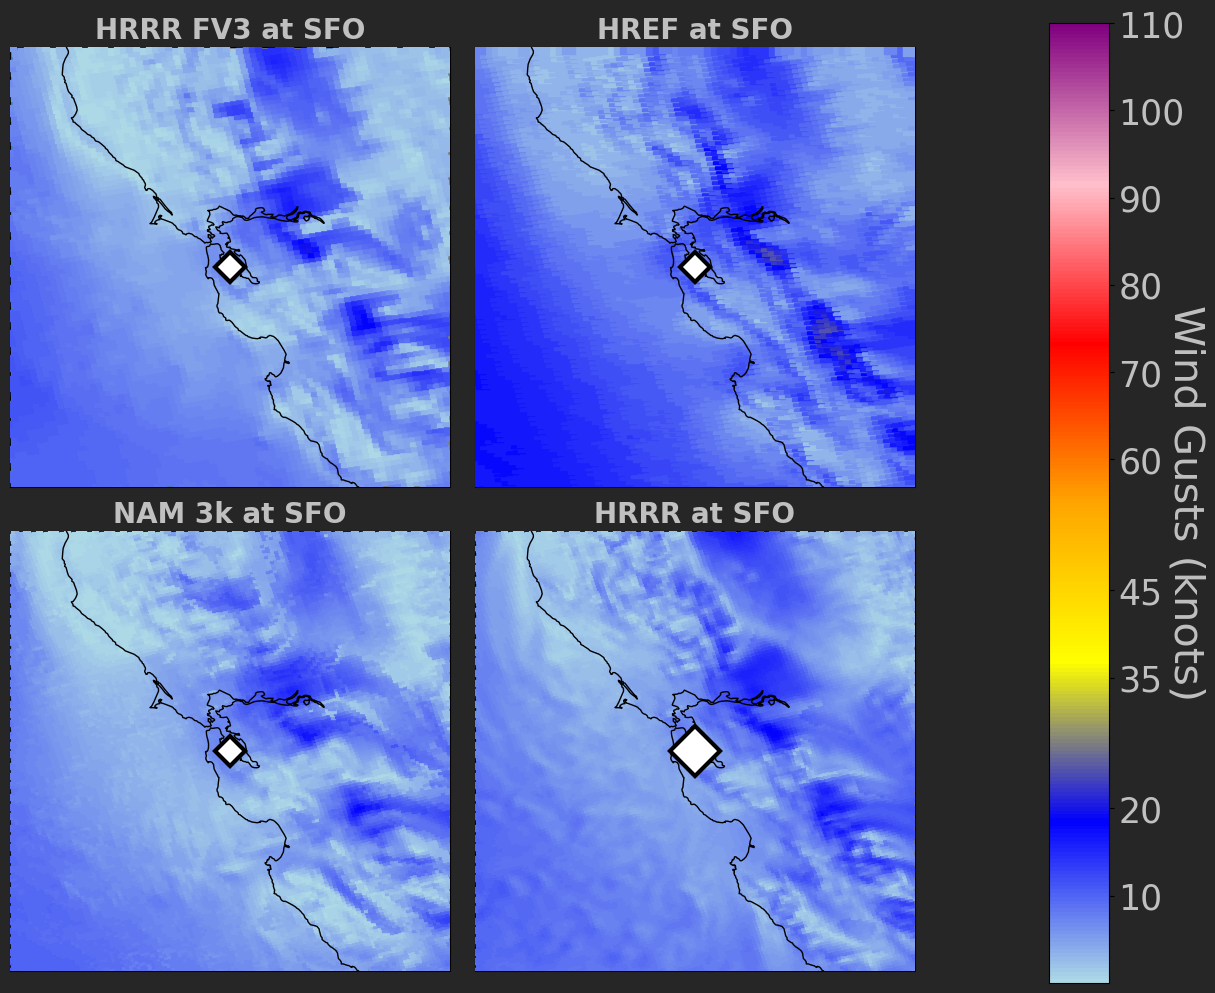 HRRR FV3 at SFO
HREF at SFO
NAM 3k at SFO
HRRR at SFO
110
100
90
80
70
60
45
35
20
10
Wind Gusts (knots)